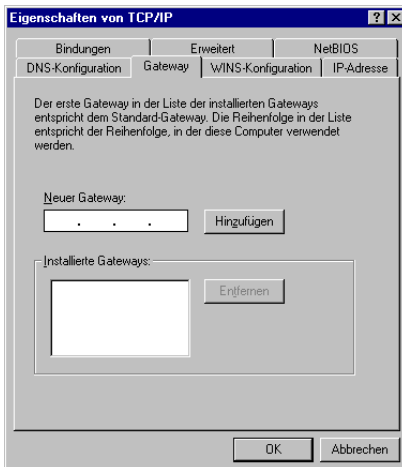 Eigenschaften von TCP/IP
Bindungen Erweitert NetBIOS
DNS-Konfiguration Gateway WINS-Konfiguration IP-Adresse
Der erste Gateway in der Liste der installierten Gateways
entspricht dem Standard-Gateway. Die Reihenfolge in der Liste
entspricht der Reihenfolge, in der diese Computer verwendet
werden.
Neuer Gateway:
. . . Hinzufügen
Installierte Gateways:
Entfernen
OK Abbrechen